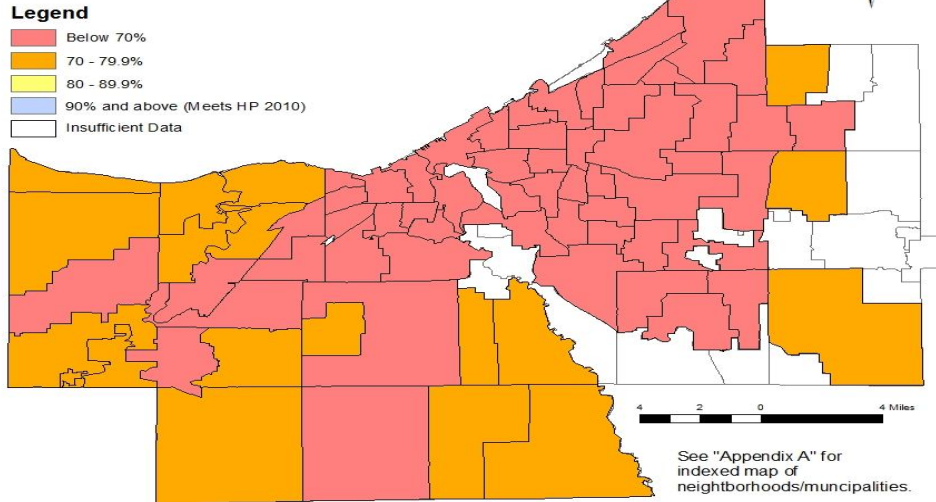 Legend
Below 70%
70 - 79.9%
80 - 89.9%
90% and above (Meets HP 2010)
Insufficient Data
4 2 0 4 Miles
See "Appendix A" for
indexed map of
neighborhoods/muncipalities.